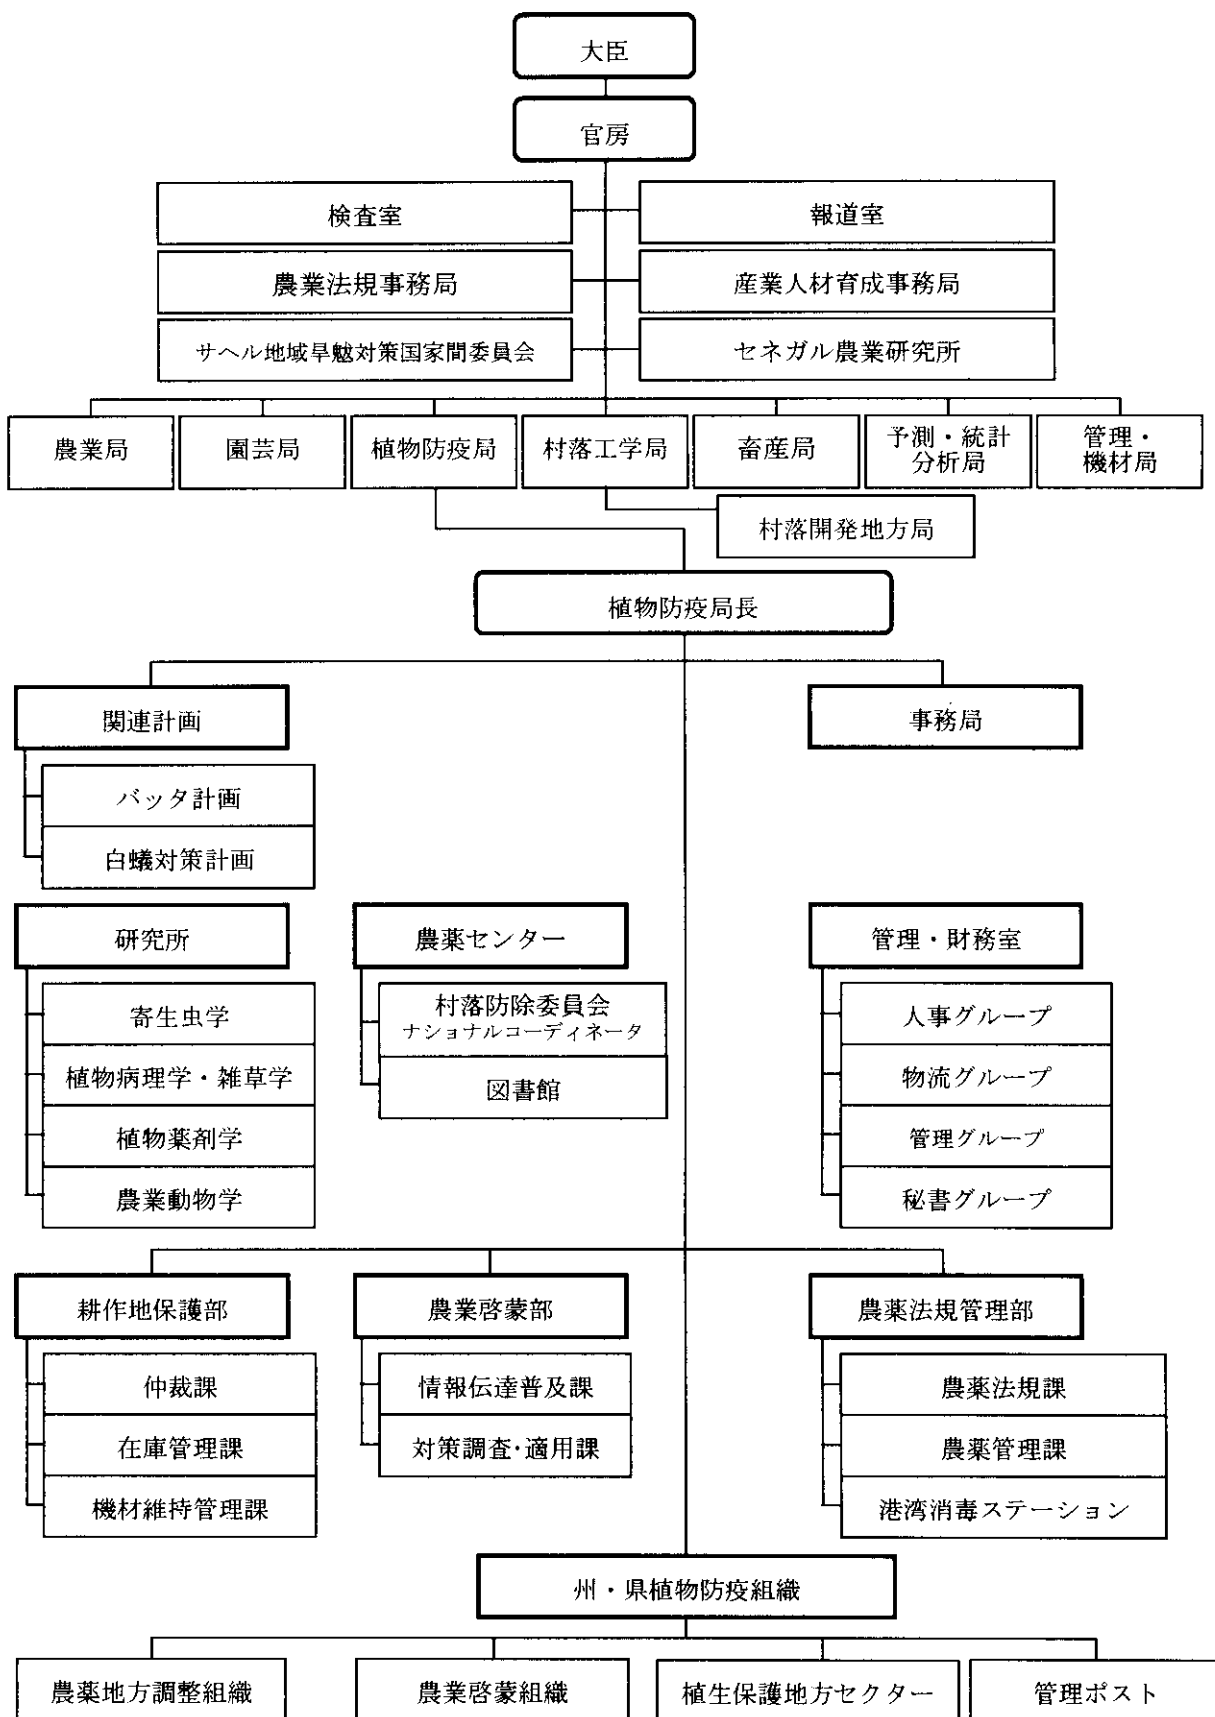 大臣
官房
検査室
報道室
農業法規事務局
産業人材育成事務局
サヘル地域旱魃対策国家間委員会
セネガル農業研究所
農業局
園芸局
植物防疫局
村落工学局
畜産局
予測・統計
分析局
管理・
機材局
村落開発地方局
植物防疫局長
関連計画
事務局
バッタ計画
白蟻対策計画
研究所
農薬センター
管理・財務室
寄生虫学
植物病理学・雑草学
植物薬剤学
農業動物学
村落防除委員会
ナショナルコーディネータ
図書館
人事グループ
物流グループ
管理グループ
秘書グループ
耕作地保護部
農業啓蒙部
農薬法規管理部
仲裁課
在庫管理課
機材維持管理課
情報伝達普及課
対策調査・適用課
農薬法規課
農薬管理課
港湾消毒ステーション
州・県植物防疫組織
農薬地方調整組織
農業啓蒙組織
植生保護地方セクター
管理ポスト